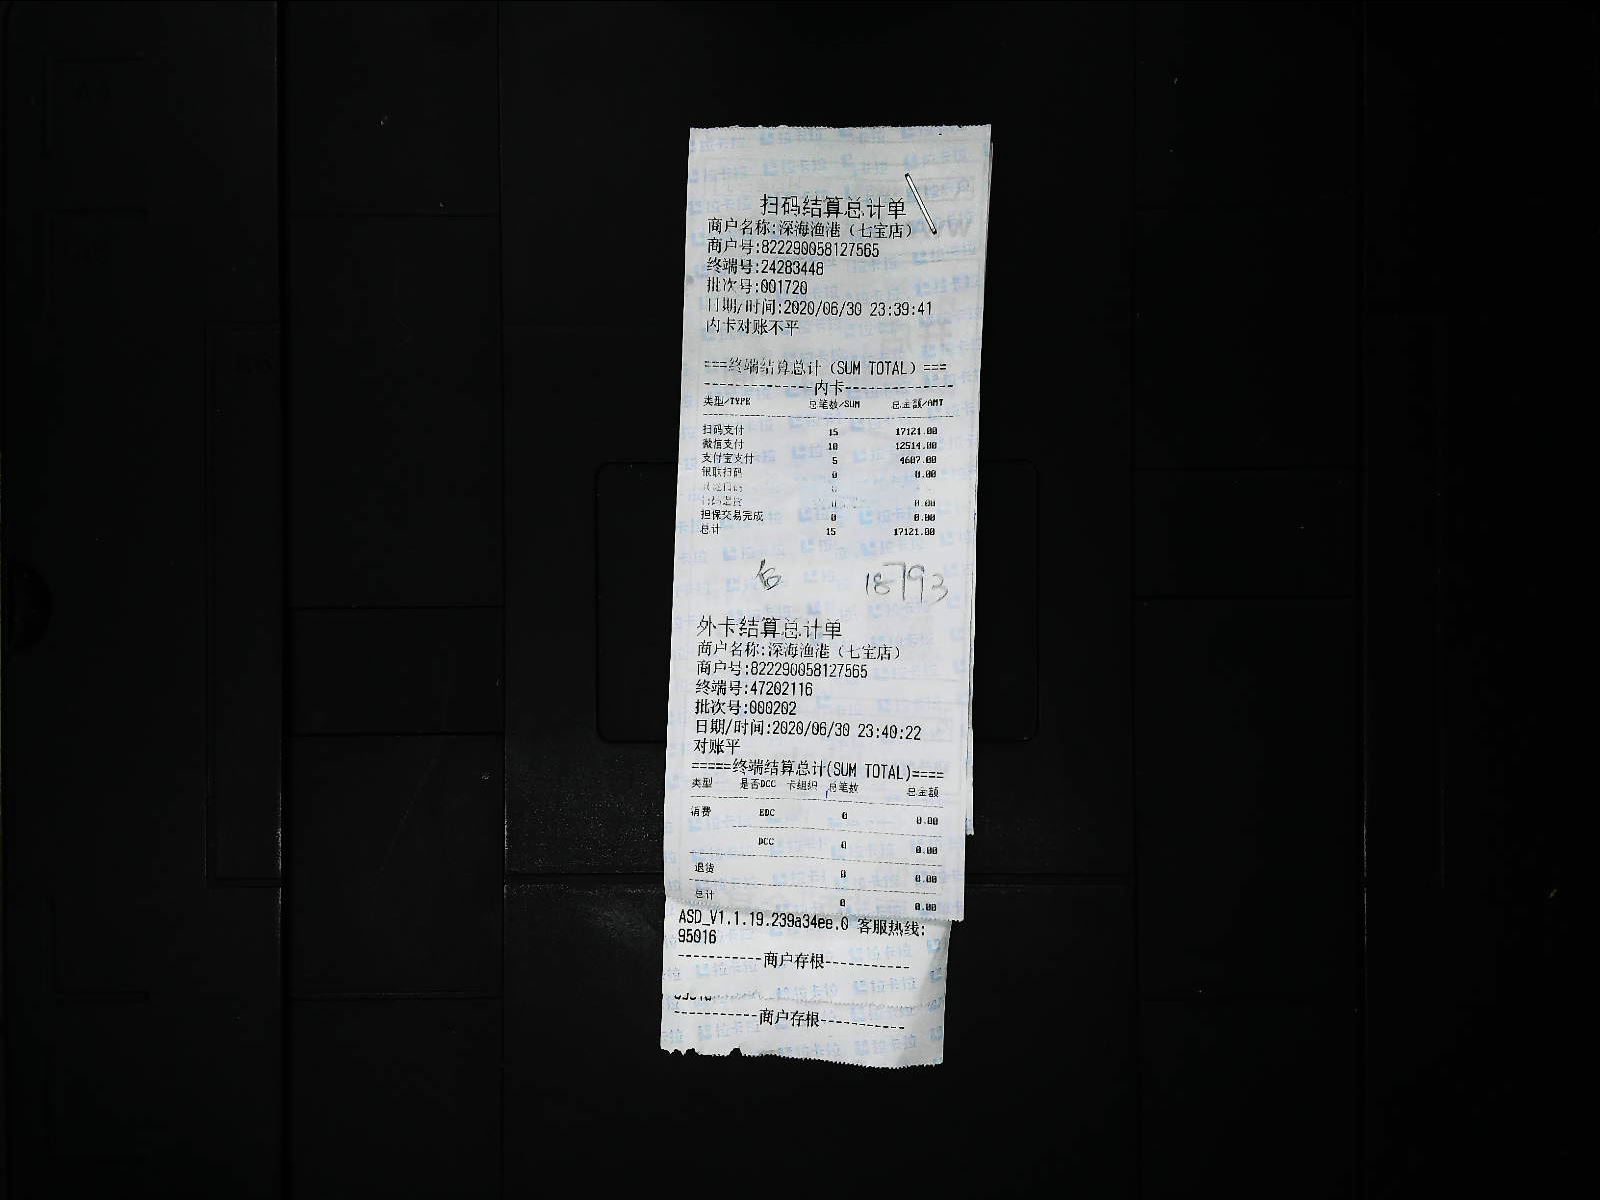 扫码结算总计单
商户名称:深海渔港（七宝店）
商户号:822290058127565
终端号:24283448
批次号:001720
日期/时间:2020/06/30 23:39:41
内卡对账不平
===终端结算总计（SUM TOTAL）===
--------------内卡--------------
类型/TYPE 总笔数/SUM 总金额/AMT
扫码支付 15 17121.00
微信支付 10 12514.00
支付宝支付 5 4607.00
银联扫码 0 0.00
0 0.00
担保交易完成 0 0.00
总计 15 17121.00
18793
外卡结算总计单
商户名称:深海渔港（七宝店）
商户号:822290058127565
终端号:47202116
批次号:000202
日期/时间:2020/06/30 23:40:22
对账平
=====终端结算总计(SUM TOTAL)====
类型 是否DCC 卡组织 总笔数 总金额
消费 EDC 0 0.00
DCC 0 0.00
退货 0 0.00
总计 0 0.00
ASD_V1.1.19.239a34ee.0 客服热线:
95016
-----------商户存根-----------
-----------商户存根-----------